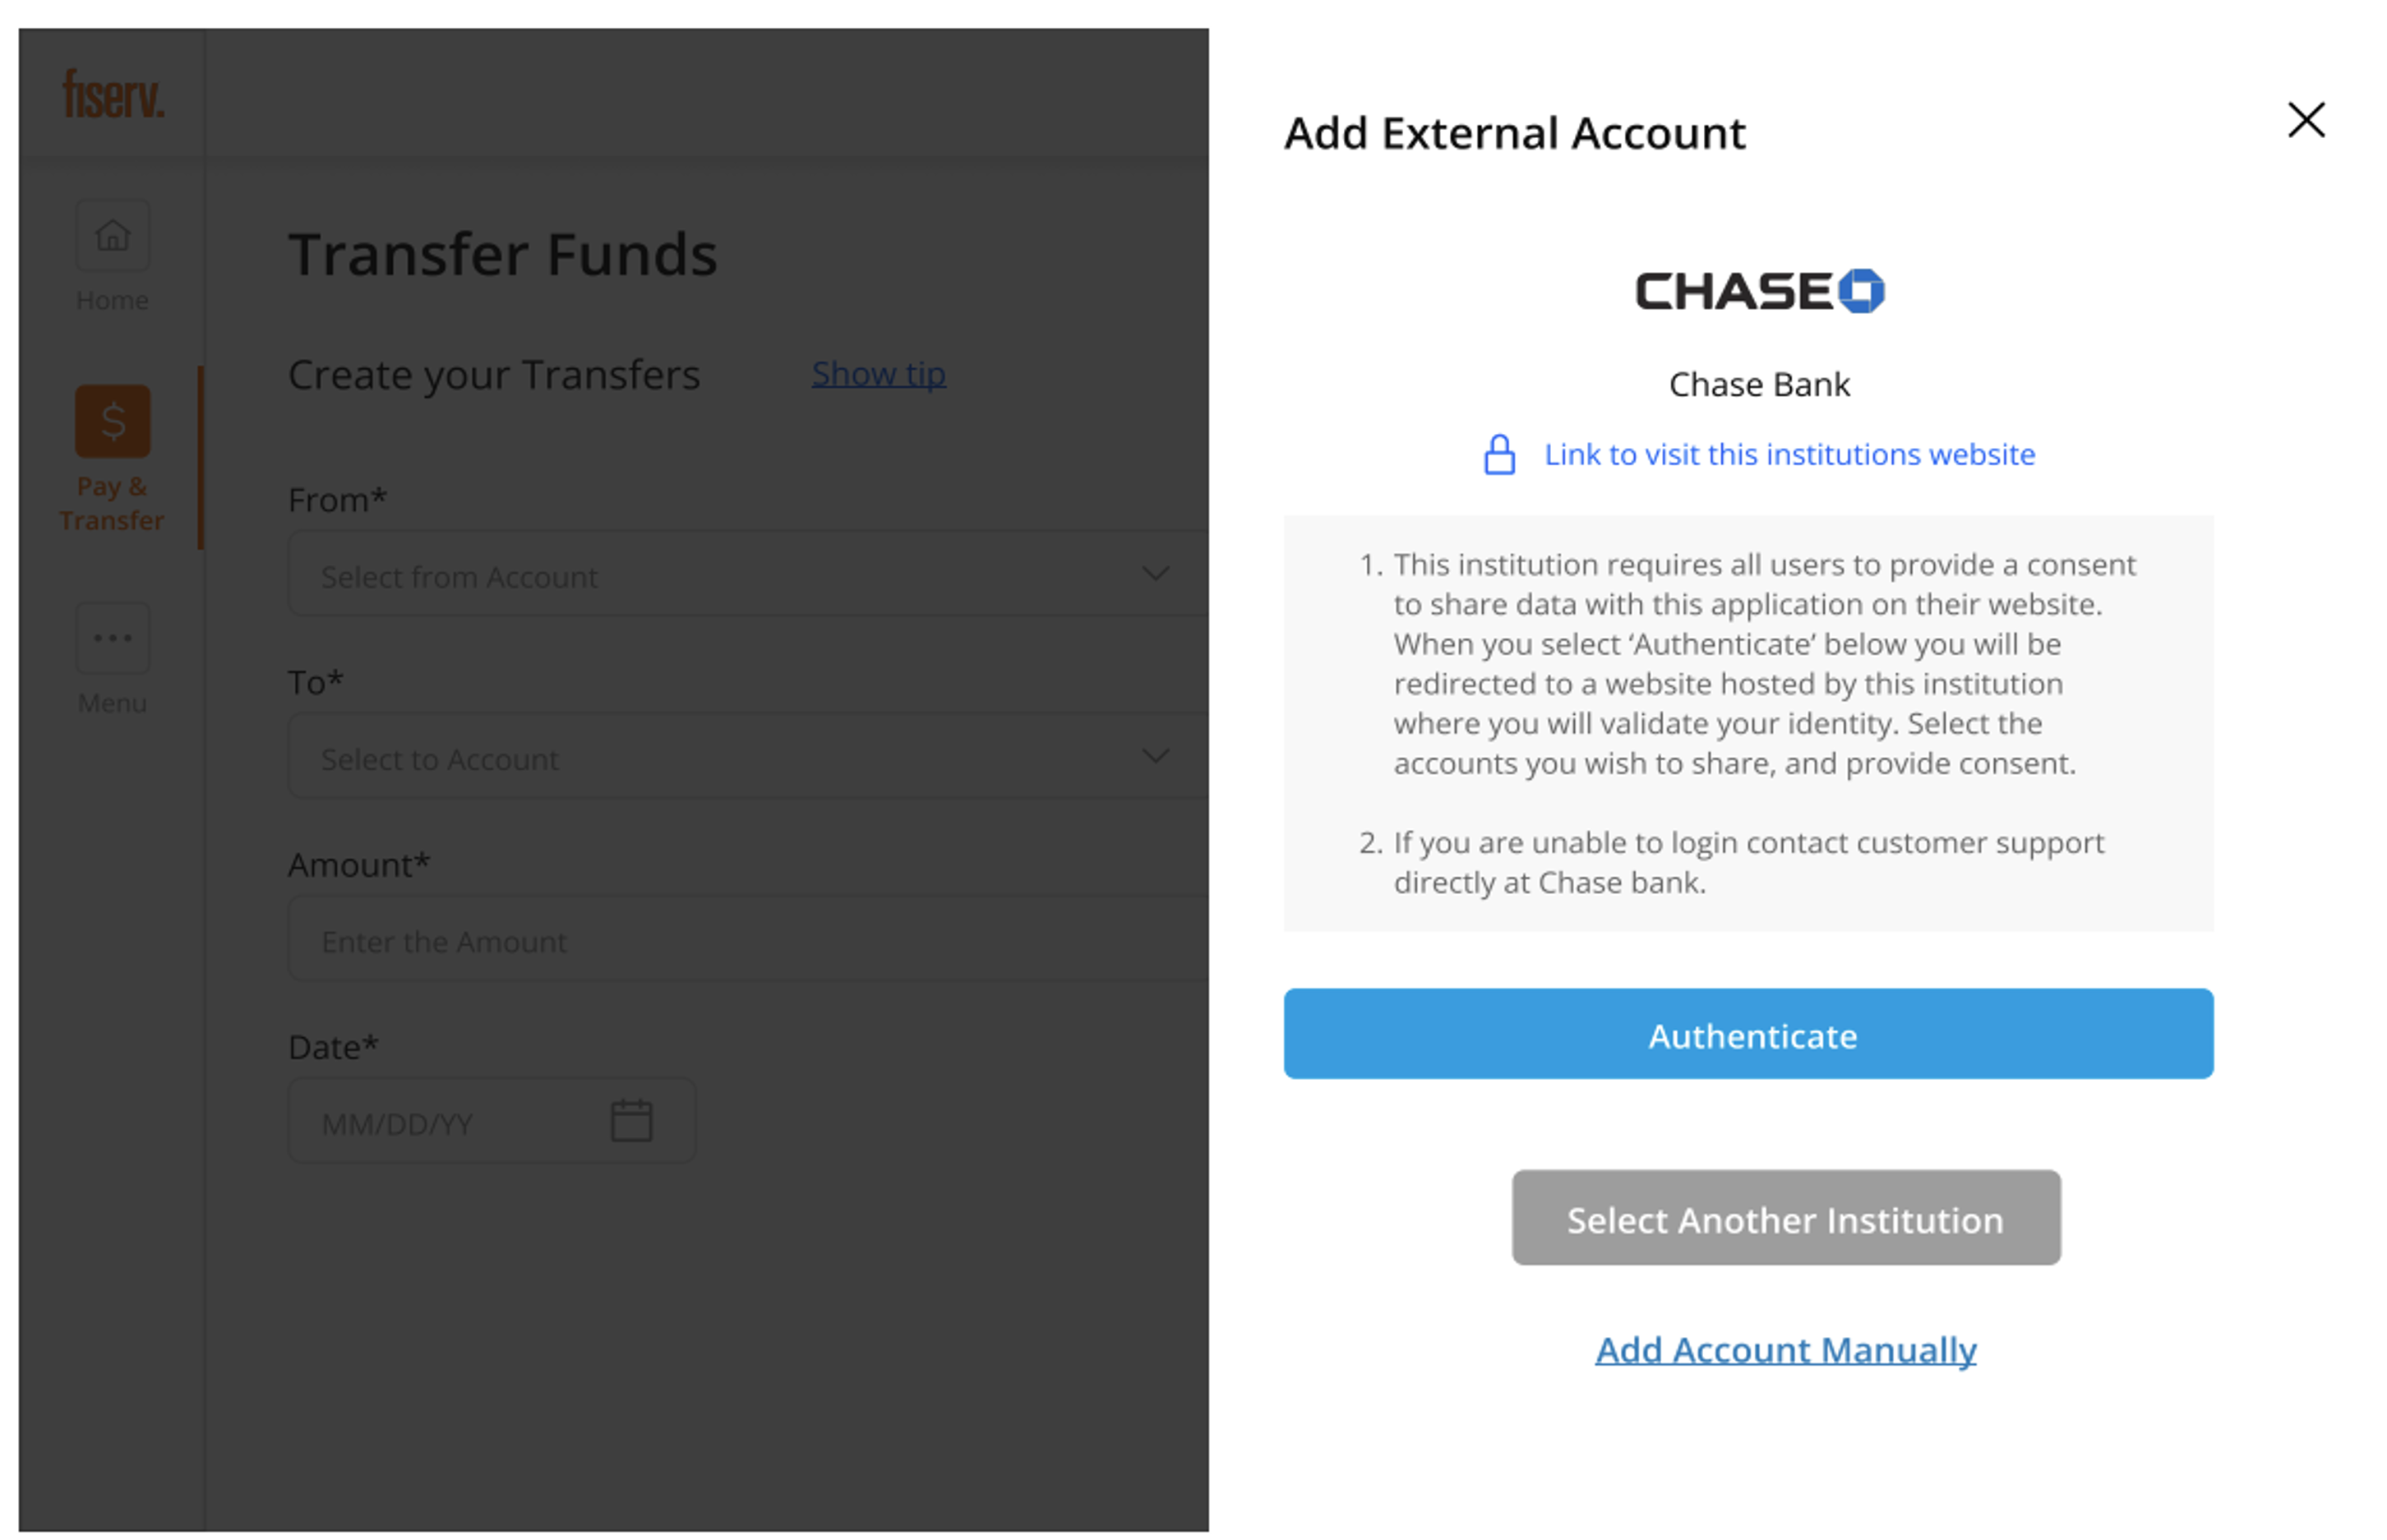 fiserv.
Home
Pay &
Transfer
Menu
Transfer Funds
Create your Transfers
Show tip
From*
Select from Account
To*
Select to Account
Amount*
Enter the Amount
Date*
MM/DD/YY
Add External Account
CHASE
Chase Bank
Link to visit this institutions website
1. This institution requires all users to provide a consent
to share data with this application on their website.
When you select ‘Authenticate’ below you will be
redirected to a website hosted by this institution
where you will validate your identity. Select the
accounts you wish to share, and provide consent.
2. If you are unable to login contact customer support
directly at Chase bank.
Authenticate
Select Another Institution
Add Account Manually